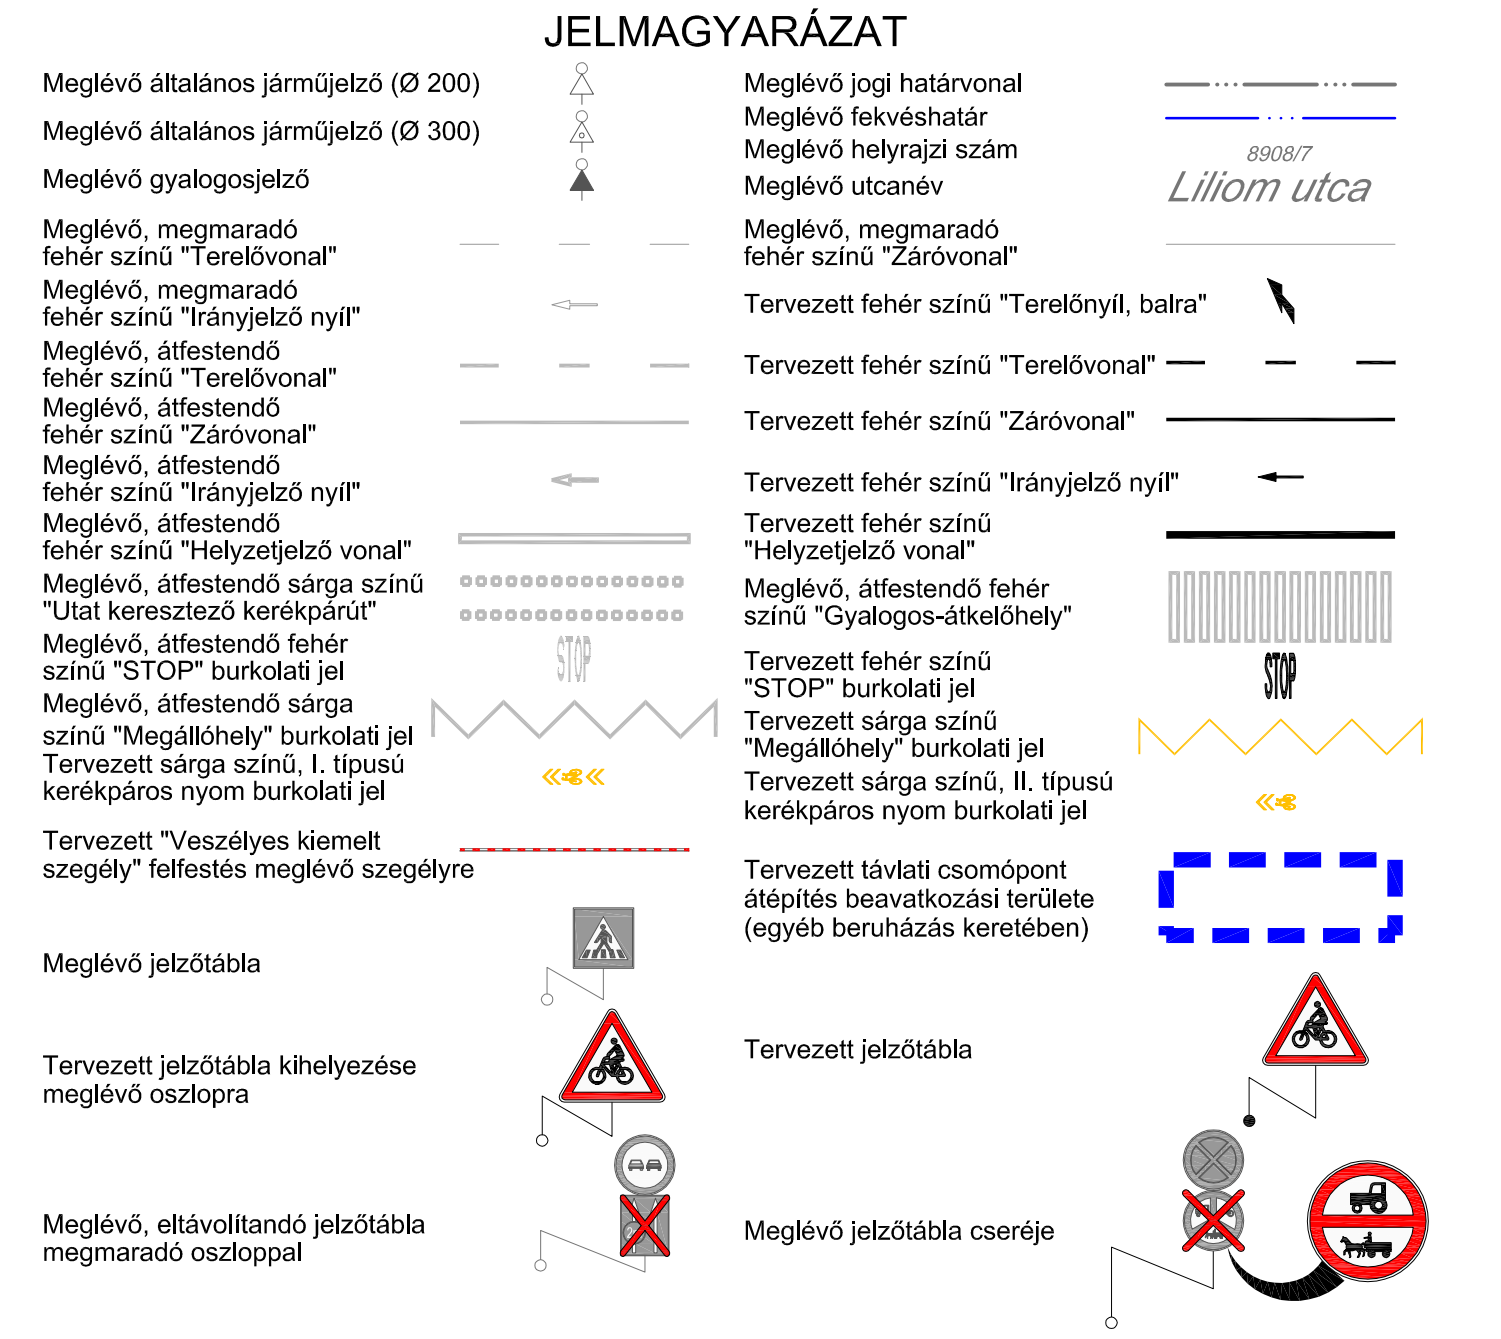 JELMAGYARÁZAT
Meglévő általános járműjelző (Ø 200)
Meglévő általános járműjelző (Ø 300)
Meglévő gyalogosjelző
Meglévő, megmaradó
fehér színű "Terelővonal"
Meglévő, megmaradó
fehér színű "Irányjelző nyíl"
Meglévő, átfestendő
fehér színű "Terelővonal"
Meglévő, átfestendő
fehér színű "Záróvonal"
Meglévő, átfestendő
fehér színű "Irányjelző nyíl"
Meglévő, átfestendő
fehér színű "Helyzetjelző vonal"
Meglévő, átfestendő sárga színű
"Utat keresztező kerékpárút"
Meglévő, átfestendő fehér
színű "STOP" burkolati jel
STOP
Meglévő, átfestendő sárga
színű "Megállóhely" burkolati jel
Tervezett sárga színű, I. típusú
kerékpáros nyom burkolati jel
Tervezett "Veszélyes kiemelt
szegély" felfestés meglévő szegélyre
Meglévő jelzőtábla
Tervezett jelzőtábla kihelyezése
meglévő oszlopra
Meglévő, eltávolítandó jelzőtábla
megmaradó oszloppal
Meglévő jogi határvonal
Meglévő fekvéshatár
Meglévő helyrajzi szám
8908/7
Meglévő utcanév
Liliom utca
Meglévő, megmaradó
fehér színű "Záróvonal"
Tervezett fehér színű "Terelőnyíl, balra"
Tervezett fehér színű "Terelővonal"
Tervezett fehér színű "Záróvonal"
Tervezett fehér színű "Irányjelző nyíl"
Tervezett fehér színű
"Helyzetjelző vonal"
Meglévő, átfestendő fehér
színű "Gyalogos-átkelőhely"
Tervezett fehér színű
"STOP" burkolati jel
STOP
Tervezett sárga színű
"Megállóhely" burkolati jel
Tervezett sárga színű, II. típusú
kerékpáros nyom burkolati jel
Tervezett távlati csomópont
átépítés beavatkozási területe
(egyéb beruházás keretében)
Tervezett jelzőtábla
Meglévő jelzőtábla cseréje